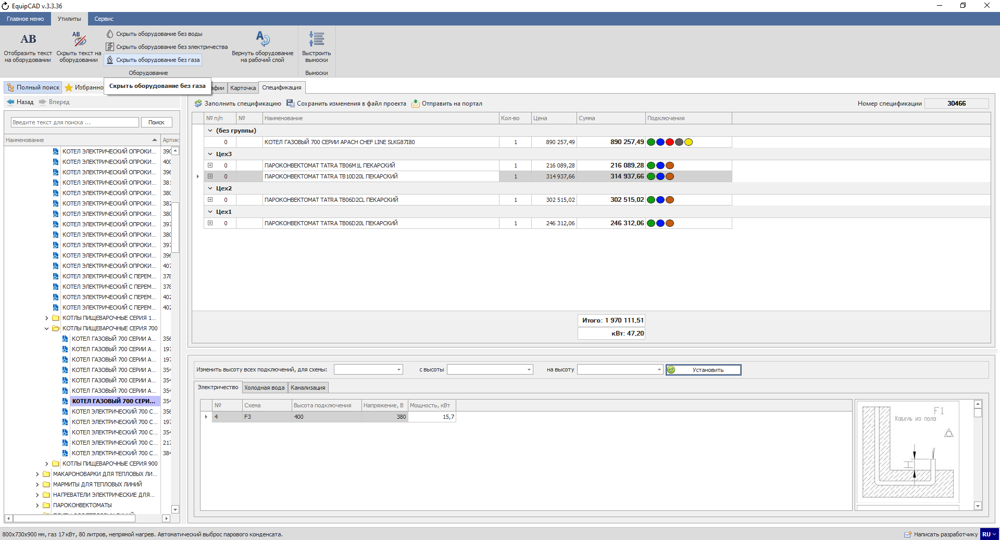 EquipCAD v.3.3.36
Главное меню
Утилиты
Сервис
AB
Отобразить текст
на оборудовании
AB
Скрыть текст на
оборудовании
Скрыть оборудование без воды
Скрыть оборудование без электричества
Скрыть оборудование без газа
Оборудование
A
Вернуть оборудование
на рабочий слой
Выстроить
выноски
Выноски
Полный поиск
Избранно
Скрыть оборудование без газа
афии
Карточка
Спецификация
Назад
Вперед
Заполнить спецификацию
Сохранить изменения в файл проекта
Отправить на портал
Номер спецификации
30466
Введите текст для поиска ...
Поиск
Наименование
Артик
КОТЕЛ ЭЛЕКТРИЧЕСКИЙ ОПРОКИ... 390
КОТЕЛ ЭЛЕКТРИЧЕСКИЙ ОПРОКИ... 400
КОТЕЛ ЭЛЕКТРИЧЕСКИЙ ОПРОКИ... 396
КОТЕЛ ЭЛЕКТРИЧЕСКИЙ ОПРОКИ... 381
КОТЕЛ ЭЛЕКТРИЧЕСКИЙ ОПРОКИ... 380
КОТЕЛ ЭЛЕКТРИЧЕСКИЙ ОПРОКИ... 382
КОТЕЛ ЭЛЕКТРИЧЕСКИЙ ОПРОКИ... 380
КОТЕЛ ЭЛЕКТРИЧЕСКИЙ ОПРОКИ... 397
КОТЕЛ ЭЛЕКТРИЧЕСКИЙ ОПРОКИ... 380
КОТЕЛ ЭЛЕКТРИЧЕСКИЙ ОПРОКИ... 397
КОТЕЛ ЭЛЕКТРИЧЕСКИЙ ОПРОКИ... 396
КОТЕЛ ЭЛЕКТРИЧЕСКИЙ ОПРОКИ... 407
КОТЕЛ ЭЛЕКТРИЧЕСКИЙ С ПЕРЕМ... 378
КОТЕЛ ЭЛЕКТРИЧЕСКИЙ С ПЕРЕМ... 378
КОТЕЛ ЭЛЕКТРИЧЕСКИЙ С ПЕРЕМ... 402
КОТЕЛ ЭЛЕКТРИЧЕСКИЙ С ПЕРЕМ... 402
КОТЛЫ ПИЩЕВАРОЧНЫЕ СЕРИЯ 1...
КОТЛЫ ПИЩЕВАРОЧНЫЕ СЕРИЯ 700
КОТЕЛ ГАЗОВЫЙ 700 СЕРИИ A... 356
КОТЕЛ ГАЗОВЫЙ 700 СЕРИИ A... 197
КОТЕЛ ГАЗОВЫЙ 700 СЕРИИ A... 197
КОТЕЛ ГАЗОВЫЙ 700 СЕРИИ A... 354
КОТЕЛ ГАЗОВЫЙ 700 СЕРИИ A... 354
КОТЕЛ ГАЗОВЫЙ 700 СЕРИИ A... 354
КОТЕЛ ГАЗОВЫЙ 700 СЕРИ... 354
КОТЕЛ ЭЛЕКТРИЧЕСКИЙ 700 С... 356
КОТЕЛ ЭЛЕКТРИЧЕСКИЙ 700 С... 197
КОТЕЛ ЭЛЕКТРИЧЕСКИЙ 700 С... 354
КОТЕЛ ЭЛЕКТРИЧЕСКИЙ 700 С... 217
КОТЕЛ ЭЛЕКТРИЧЕСКИЙ 700 С... 384
КОТЛЫ ПИЩЕВАРОЧНЫЕ СЕРИЯ 900
МАКАРОНОВАРКИ ДЛЯ ТЕПЛОВЫХ ЛИ...
МАРМИТЫ ДЛЯ ТЕПЛОВЫХ ЛИНИЙ
НАГРЕВАТЕЛИ ЭЛЕКТРИЧЕСКИЕ ДЛЯ...
ПАРОКОНВЕКТОМАТЫ
№ п/п № Наименование Кол-во Цена Сумма Подключения
(без группы)
0 КОТЕЛ ГАЗОВЫЙ 700 СЕРИИ APACH CHEF LINE SLKG87I80 1 890 257,49 890 257,49
Цех3
0 ПАРОКОНВЕКТОМАТ TATRA TB06M1L ПЕКАРСКИЙ 1 216 089,28 216 089,28
0 ПАРОКОНВЕКТОМАТ TATRA TB10D20L ПЕКАРСКИЙ 1 314 937,66 314 937,66
Цех2
0 ПАРОКОНВЕКТОМАТ TATRA TB06D2CL ПЕКАРСКИЙ 1 302 515,02 302 515,02
Цех1
0 ПАРОКОНВЕКТОМАТ TATRA TB06D20L ПЕКАРСКИЙ 1 246 312,06 246 312,06
Итого: 1 970 111,51
кВт: 47,20
Изменить высоту всех подключений, для схемы:
с высоты
на высоту
Установить
Электричество
Холодная вода
Канализация
№ Схема Высота подключения Напряжение, В Мощность, кВт
4 F3 400 380 15,7
F1
Кабель из пола
H
800x730x900 мм, газ 17 кВт, 80 литров, непрямой нагрев. Автоматический выброс парового конденсата.
Написать разработчику
RU